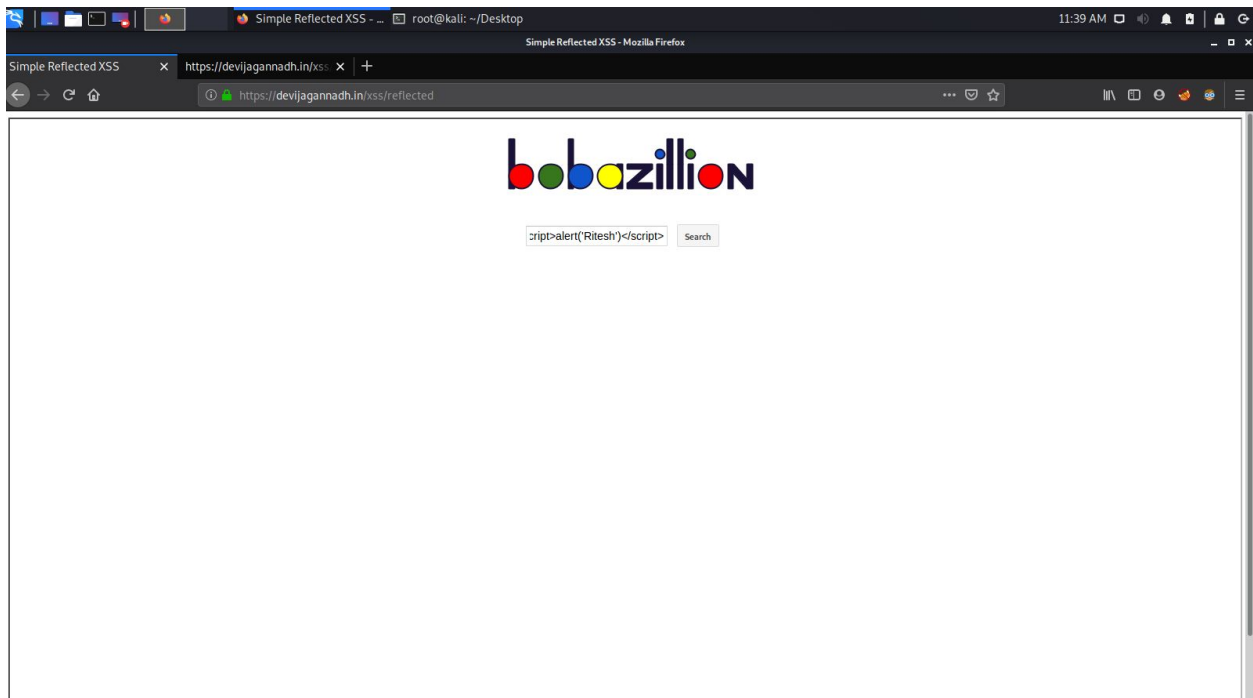 Simple Reflected XSS - ... root@kali: ~/Desktop 11:39 AM
Simple Reflected XSS - Mozilla Firefox
Simple Reflected XSS https://devijagannadh.in/xss
https://devijagannadh.in/xss/reflected
bobazillion
cript>alert('Ritesh')</script> Search